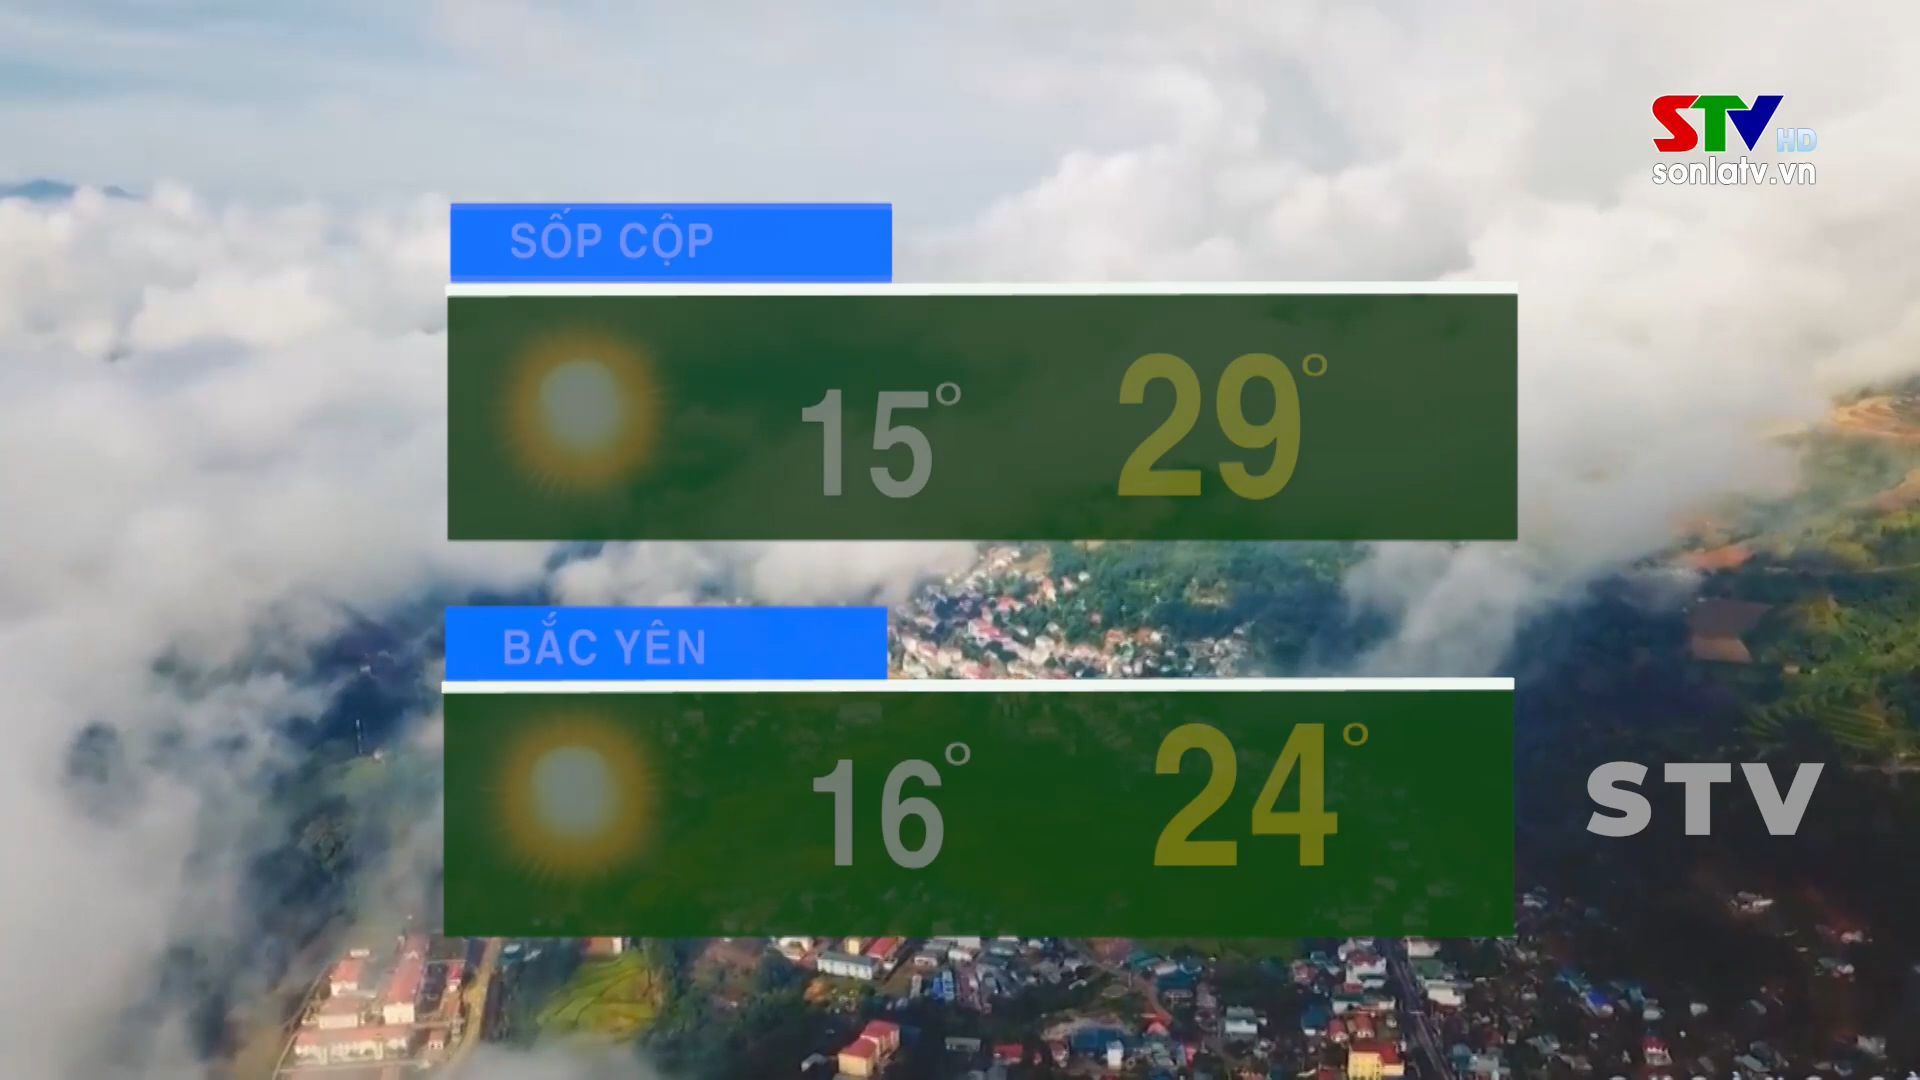 STV HD
sonlatv.vn
SỐP CỘP
15° 29°
BẮC YÊN
16° 24°
STV